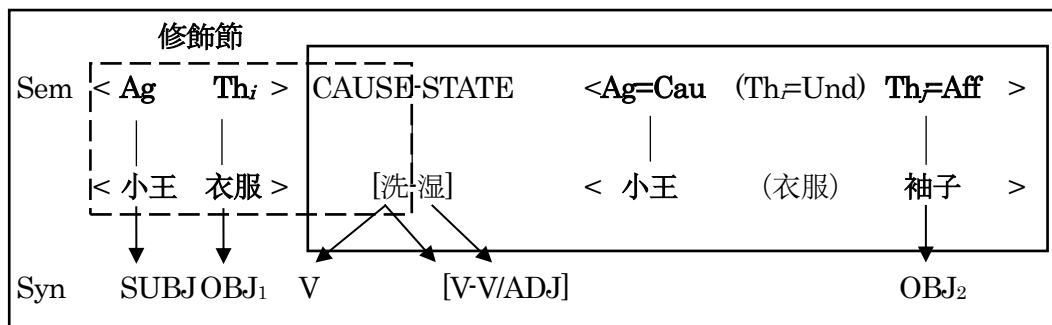 修飾節
Sem < Ag Thi > CAUSE-STATE <Ag=Cau (Thi=Und) Thj=Aff >
< 小王 衣服 > [洗-湿] < 小王 (衣服) 袖子 >
Syn SUBJ OBJ1 V [V-V/ADJ] OBJ2